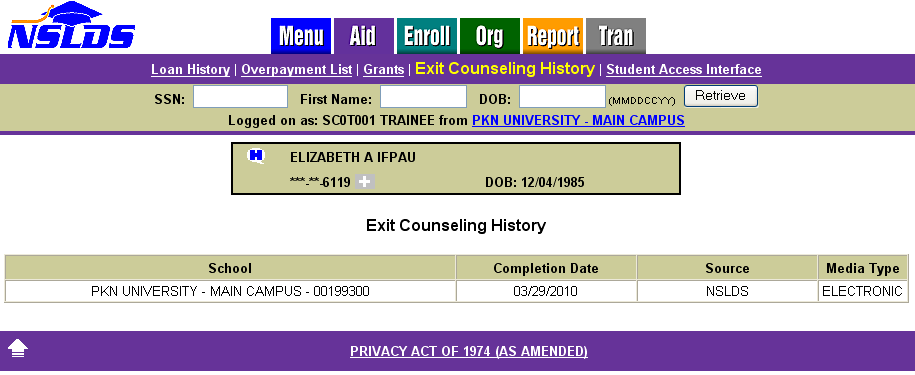 NSLDS
Menu Aid Enroll Org Report Tran
Loan History | Overpayment List | Grants | Exit Counseling History | Student Access Interface
SSN: First Name: DOB: (MMDDCCYY) Retrieve
Logged on as: SC0T001 TRAINEE from PKN UNIVERSITY - MAIN CAMPUS
H ELIZABETH A IFPAU
***-**-6119 DOB: 12/04/1985
Exit Counseling History
School Completion Date Source Media Type
PKN UNIVERSITY - MAIN CAMPUS - 00199300 03/29/2010 NSLDS ELECTRONIC
PRIVACY ACT OF 1974 (AS AMENDED)